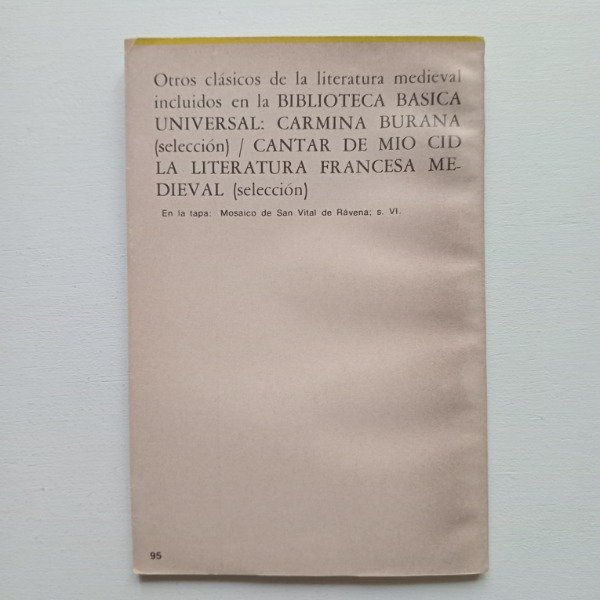 Otros clásicos de la literatura medieval
incluidos en la BIBLIOTECA BASICA
UNIVERSAL: CARMINA BURANA
(selección) / CANTAR DE MIO CID
LA LITERATURA FRANCESA ME-
DIEVAL (selección)
En la tapa: Mosaico de San Vital de Rávena; s. VI.
95